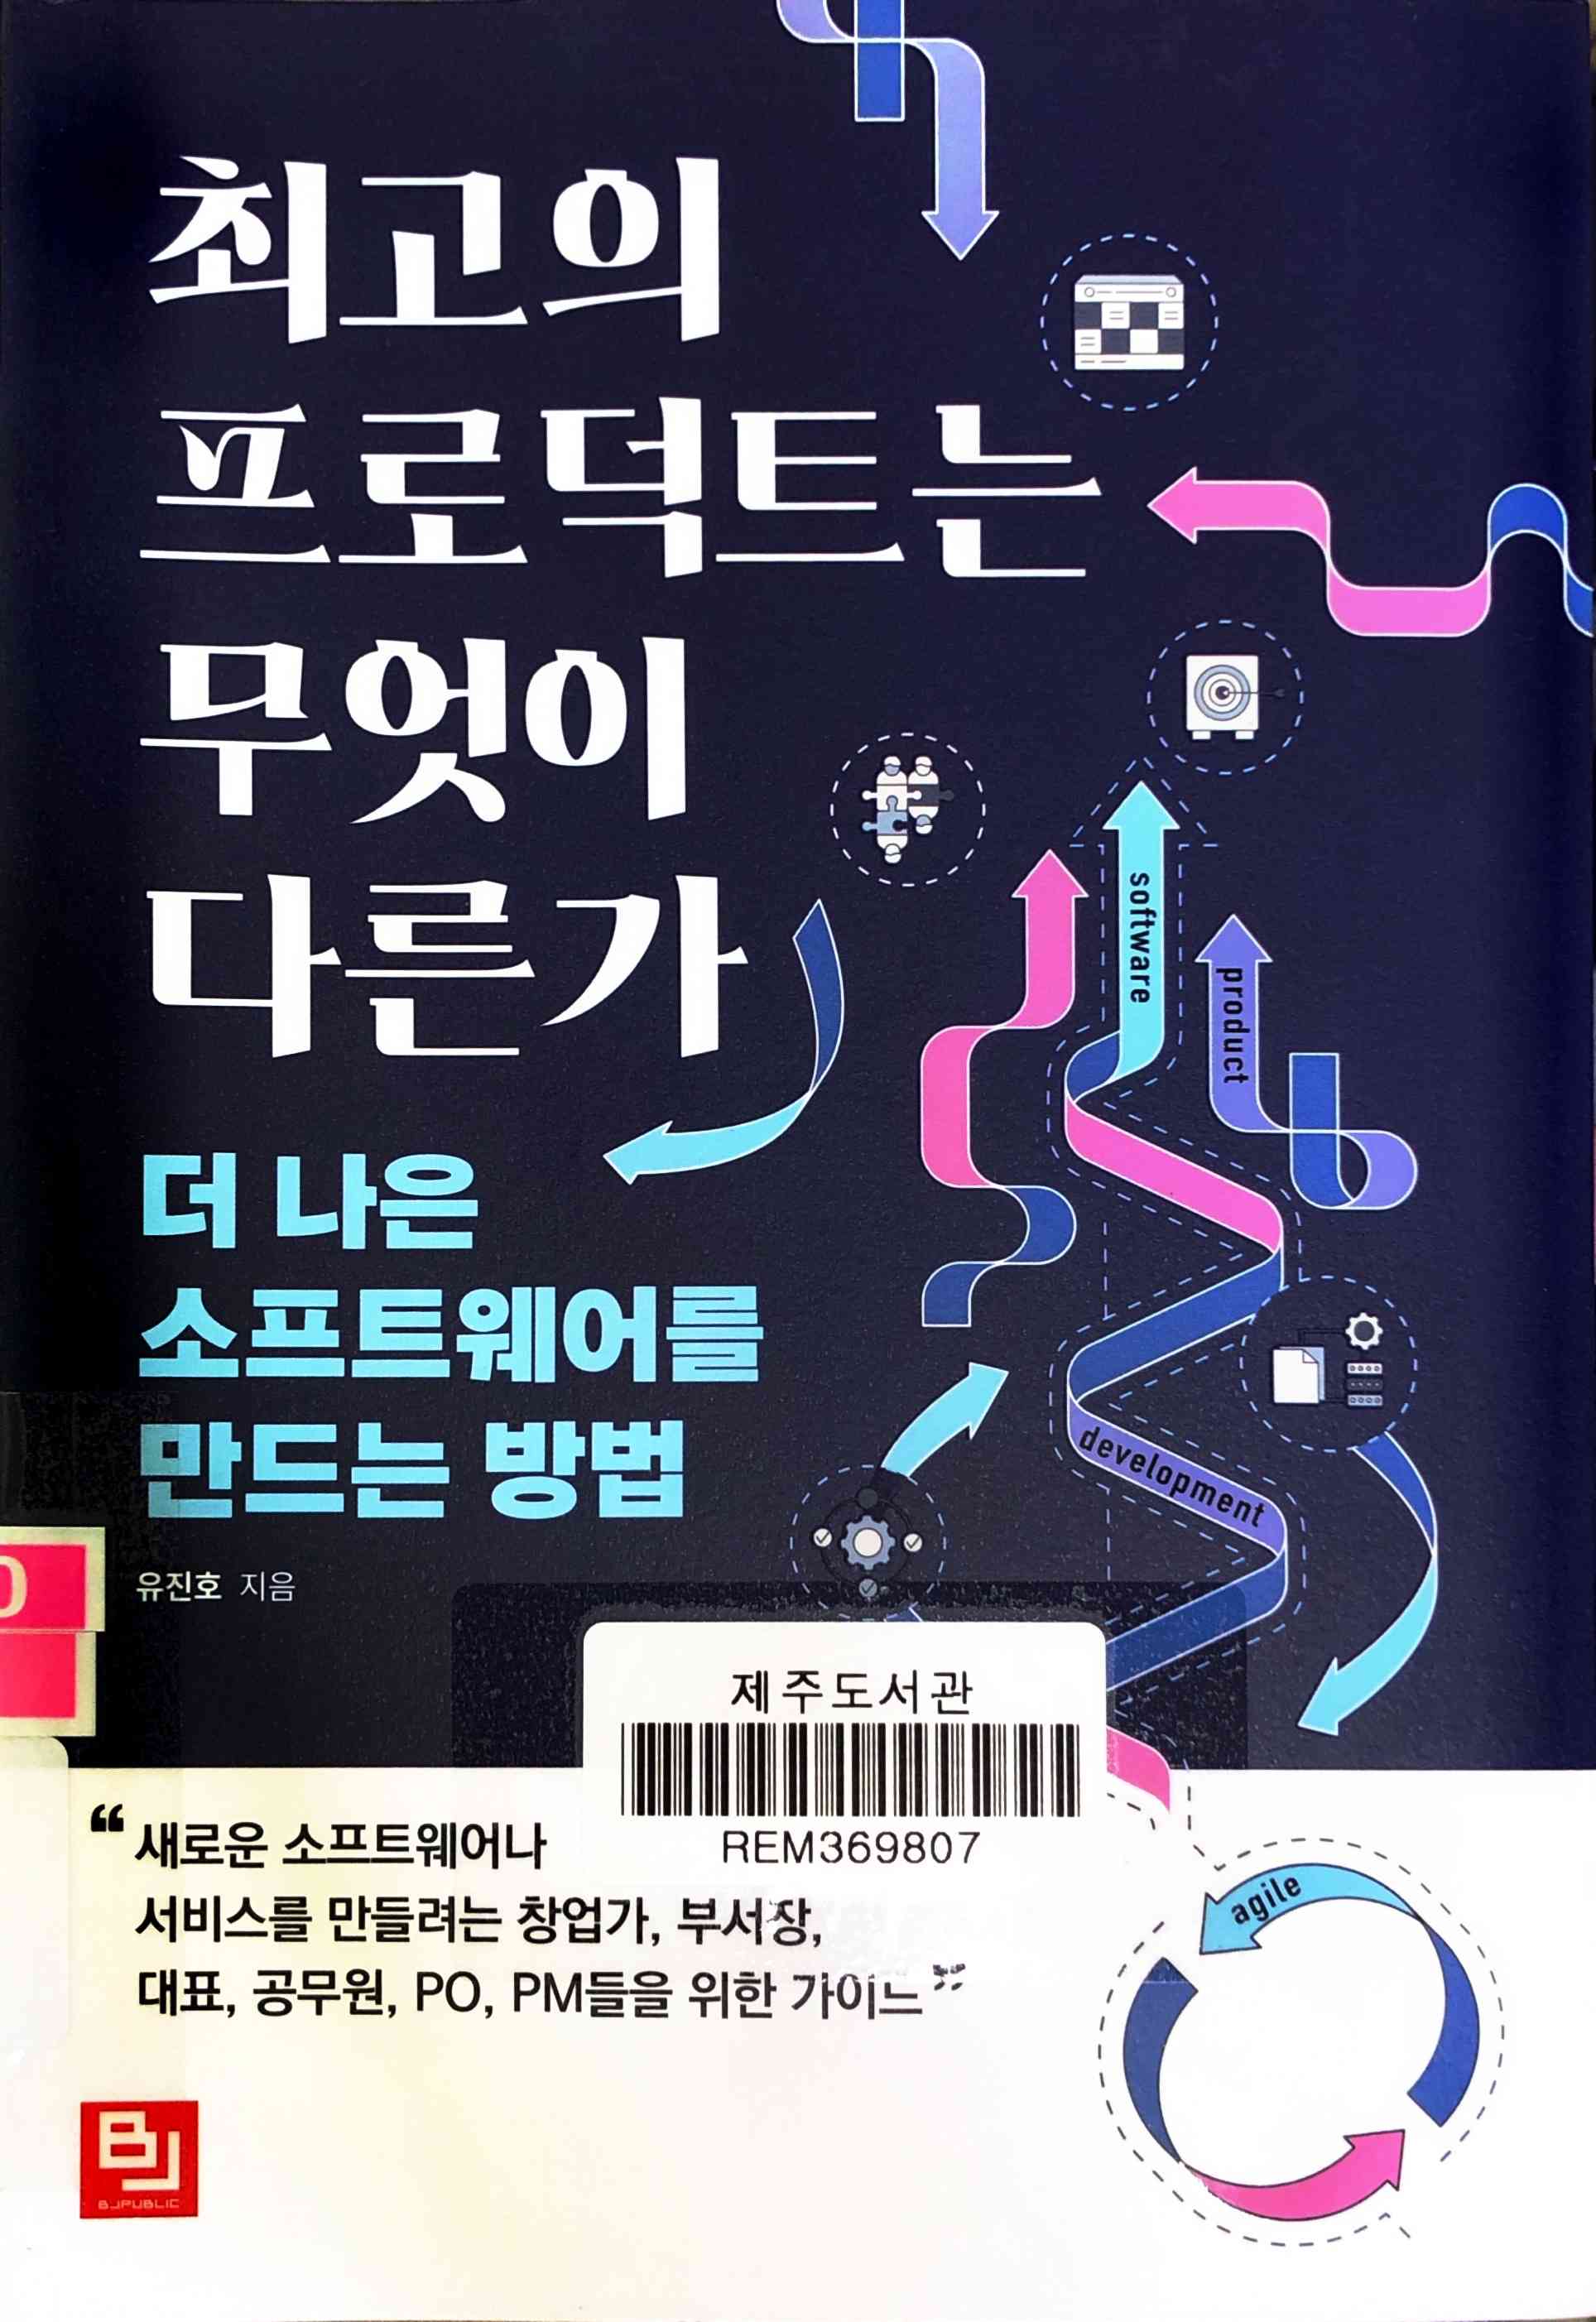 최고의
프로덕트는
무엇이
다른가
더 나은
소프트웨어를
만드는 방법
유진호 지음
software
product
development
제주도서관
REM369807
“새로운 소프트웨어나
서비스를 만들려는 창업가, 부서장,
대표, 공무원, PO, PM들을 위한 가이드”
agile
BJ
BJPUBLIC